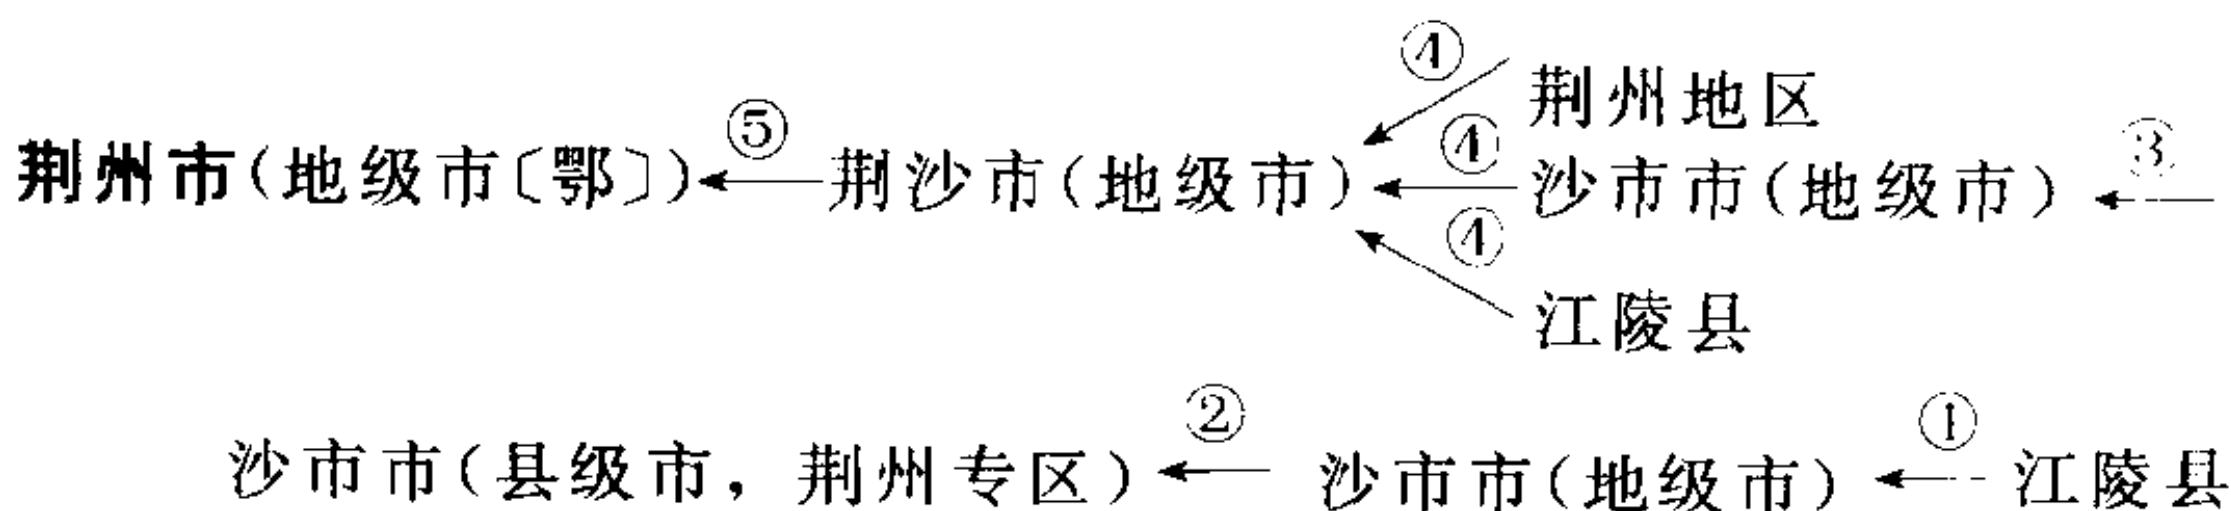 ④ 荆州地区
荆州市(地级市〔鄂〕)←⑤荆沙市(地级市)←④沙市市(地级市)←③
④ 江陵县
沙市市(县级市，荆州专区)←②沙市市(地级市)←①江陵县